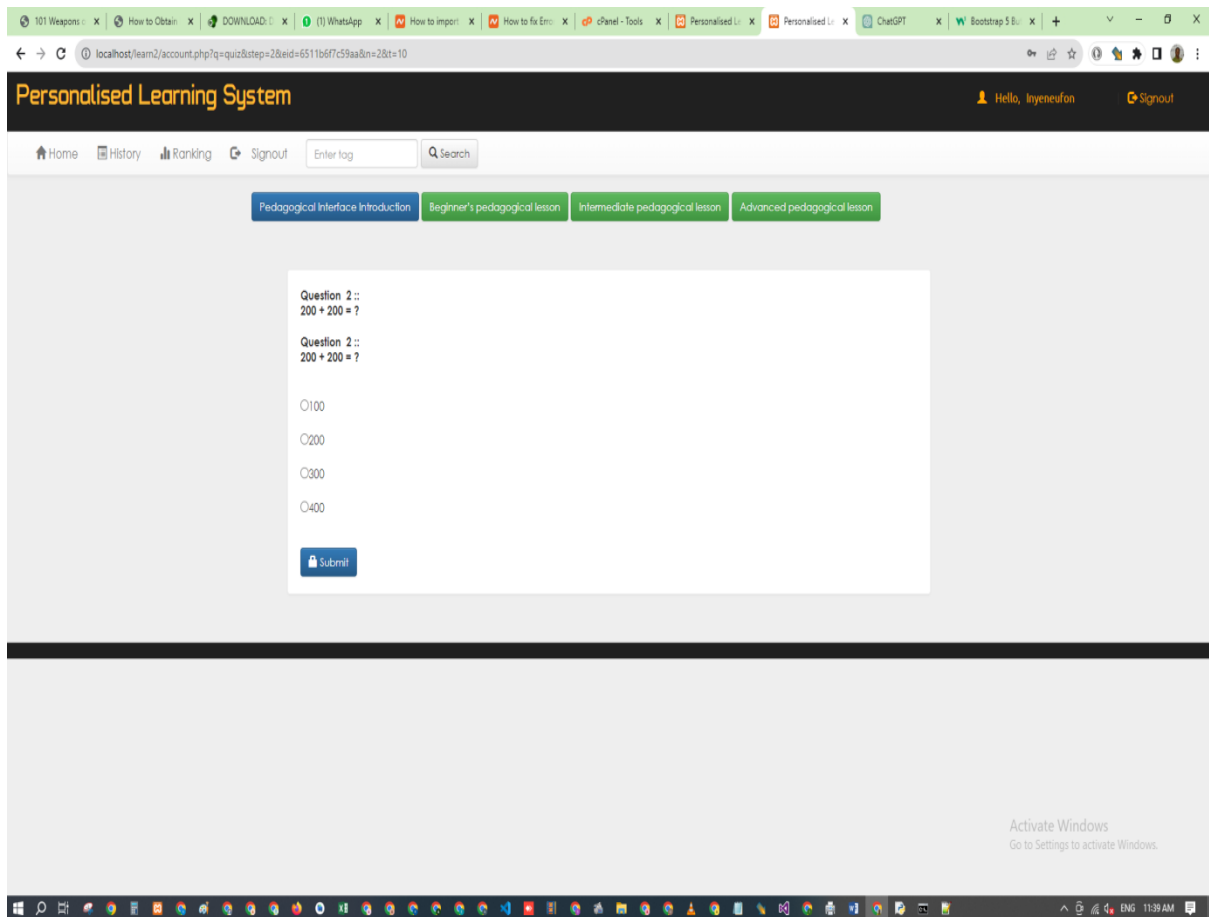 101 Weapons o
How to Obtain
DOWNLOAD: D
(1) WhatsApp
How to import
How to fix Erro
cPanel - Tools
Personalised Le
Personalised Le
ChatGPT
Bootstrap 5 Bu
localhost/learn2/account.php?q=quiz&step=2&eid=6511b6f7c59aa&n=2&t=10
Personalised Learning System
Hello, Inyeneufon
Signout
Home History Ranking Signout Enter tag Search
Pedagogical Interface Introduction Beginner's pedagogical lesson Intermediate pedagogical lesson Advanced pedagogical lesson
Question 2 ::
200 + 200 = ?
Question 2 ::
200 + 200 = ?
100
200
300
400
Submit
Activate Windows
Go to Settings to activate Windows.
ENG 11:39 AM